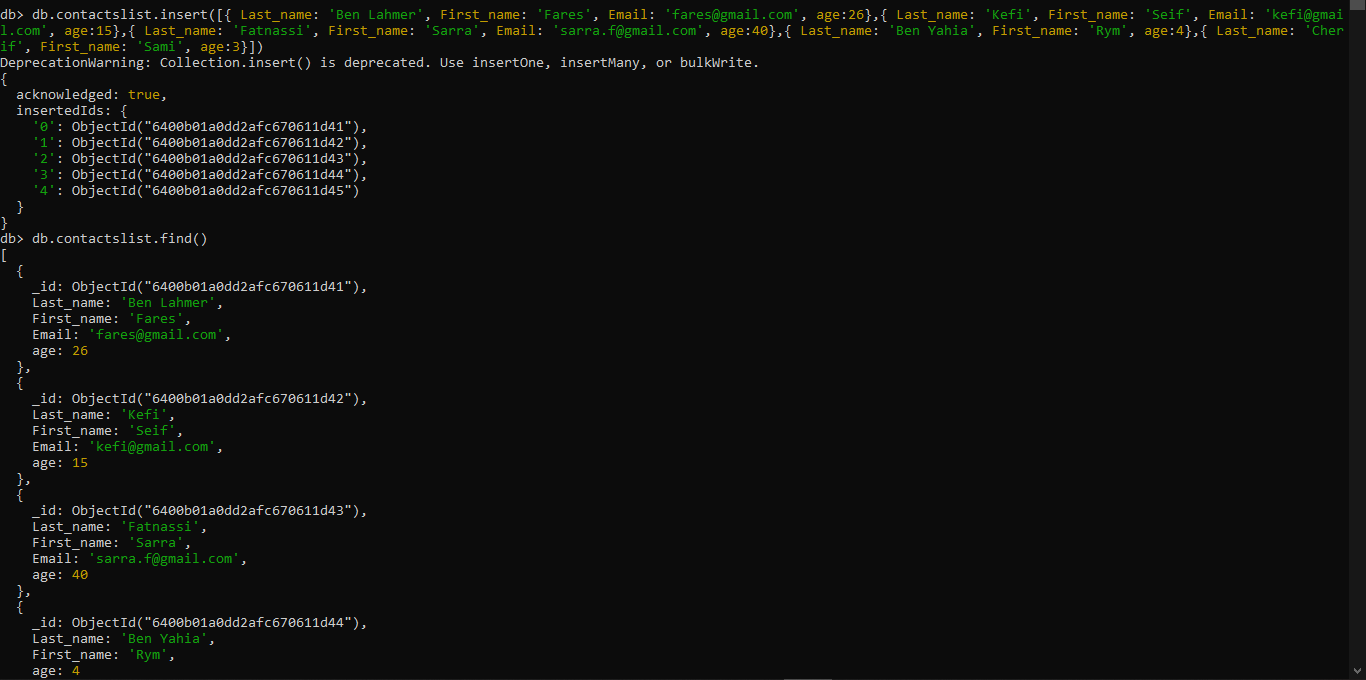 db> db.contactslist.insert([{ Last_name: 'Ben Lahmer', First_name: 'Fares', Email: 'fares@gmail.com', age:26},{ Last_name: 'Kefi', First_name: 'Seif', Email: 'kefi@gmai
l.com', age:15},{ Last_name: 'Fatnassi', First_name: 'Sarra', Email: 'sarra.f@gmail.com', age:40},{ Last_name: 'Ben Yahia', First_name: 'Rym', age:4},{ Last_name: 'Cher
if', First_name: 'Sami', age:3}])
DeprecationWarning: Collection.insert() is deprecated. Use insertOne, insertMany, or bulkWrite.
{
  acknowledged: true,
  insertedIds: {
    '0': ObjectId("6400b01a0dd2afc670611d41"),
    '1': ObjectId("6400b01a0dd2afc670611d42"),
    '2': ObjectId("6400b01a0dd2afc670611d43"),
    '3': ObjectId("6400b01a0dd2afc670611d44"),
    '4': ObjectId("6400b01a0dd2afc670611d45")
  }
}
db> db.contactslist.find()
[
  {
    _id: ObjectId("6400b01a0dd2afc670611d41"),
    Last_name: 'Ben Lahmer',
    First_name: 'Fares',
    Email: 'fares@gmail.com',
    age: 26
  },
  {
    _id: ObjectId("6400b01a0dd2afc670611d42"),
    Last_name: 'Kefi',
    First_name: 'Seif',
    Email: 'kefi@gmail.com',
    age: 15
  },
  {
    _id: ObjectId("6400b01a0dd2afc670611d43"),
    Last_name: 'Fatnassi',
    First_name: 'Sarra',
    Email: 'sarra.f@gmail.com',
    age: 40
  },
  {
    _id: ObjectId("6400b01a0dd2afc670611d44"),
    Last_name: 'Ben Yahia',
    First_name: 'Rym',
    age: 4